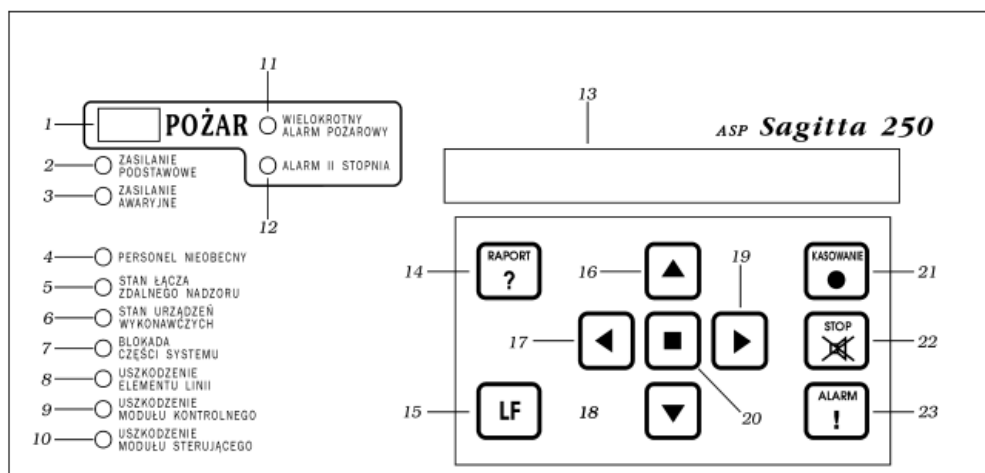 11
1
POŻAR
WIELOKROTNY
ALARM POŻAROWY
ALARM II STOPNIA
12
2
ZASILANIE
PODSTAWOWE
3
ZASILANIE
AWARYJNE
4
PERSONEL NIEOBECNY
5
STAN ŁĄCZA
ZDALNEGO NADZORU
6
STAN URZĄDZEŃ
WYKONAWCZYCH
7
BLOKADA
CZĘŚCI SYSTEMU
8
USZKODZENIE
ELEMENTU LINII
9
USZKODZENIE
MODUŁU KONTROLNEGO
10
USZKODZENIE
MODUŁU STERUJĄCEGO
13
ASP Sagitta 250
14
RAPORT
?
16
19
KASOWANIE
21
17
STOP
22
15
LF
18
20
ALARM
!
23